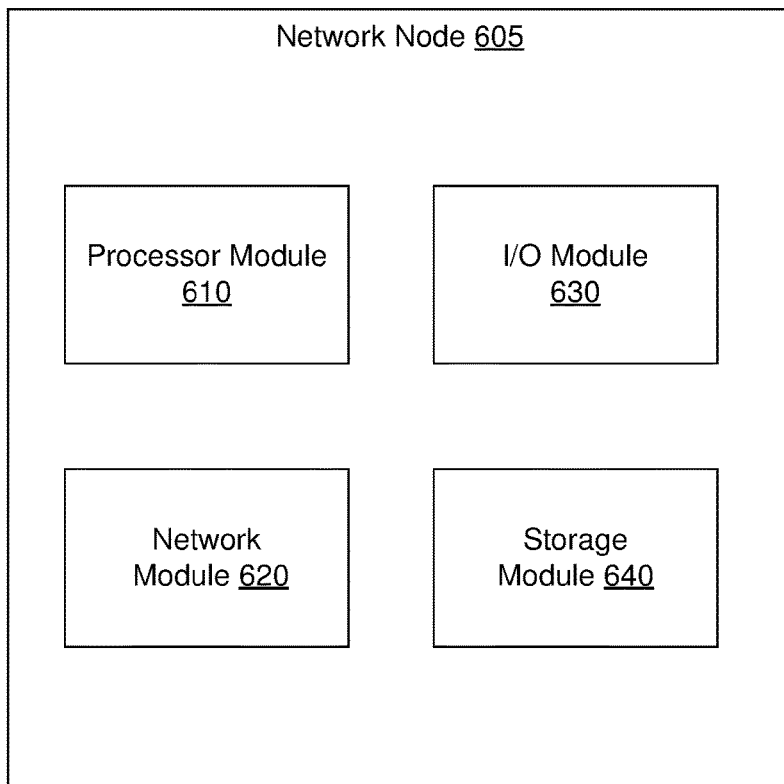 Network Node 605
Processor Module
610
I/O Module
630
Network
Module 620
Storage
Module 640